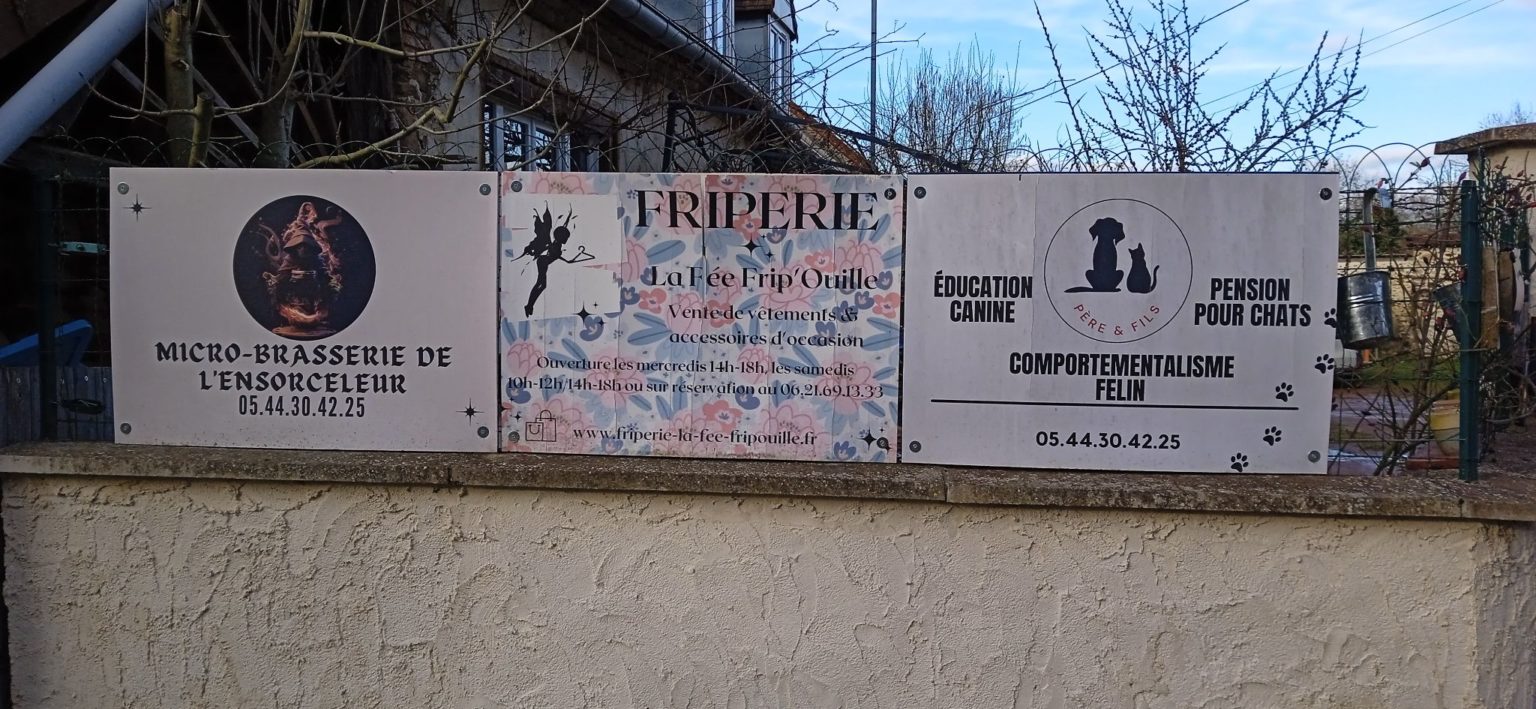 MICRO-BRASSERIE DE
L'ENSORCELEUR
05.44.30.42.25
FRIPERIE
La Fée Frip'Ouille
Vente de vêtements &
accessoires d'occasion
Ouverture les mercredis 14h-18h, les samedis
10h-12h/14h-18h ou sur réservation au 06.21.69.13.33
www.friperie-la-fee-fripouille.fr
ÉDUCATION
CANINE
PÈRE & FILS
PENSION
POUR CHATS
COMPORTEMENTALISME
FELIN
05.44.30.42.25